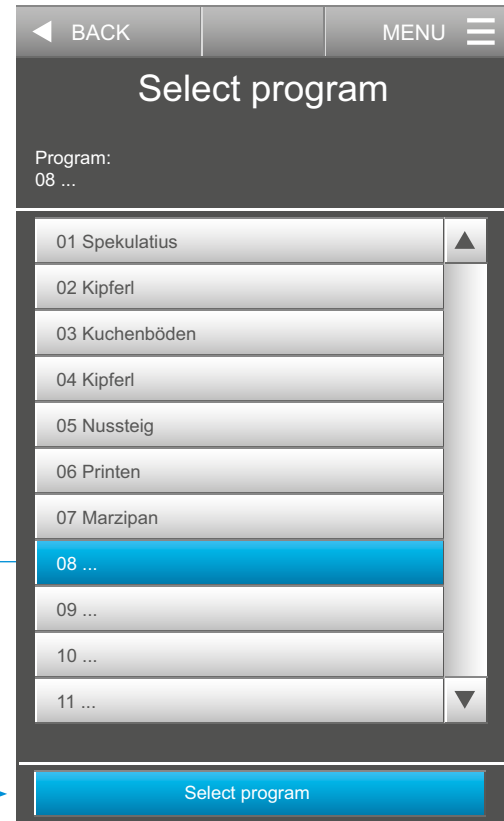 BACK
MENU
Select program
Program:
08 ...
01 Spekulatius
02 Kipferl
03 Kuchenböden
04 Kipferl
05 Nussteig
06 Printen
07 Marzipan
08 ...
09 ...
10 ...
11 ...
Select program